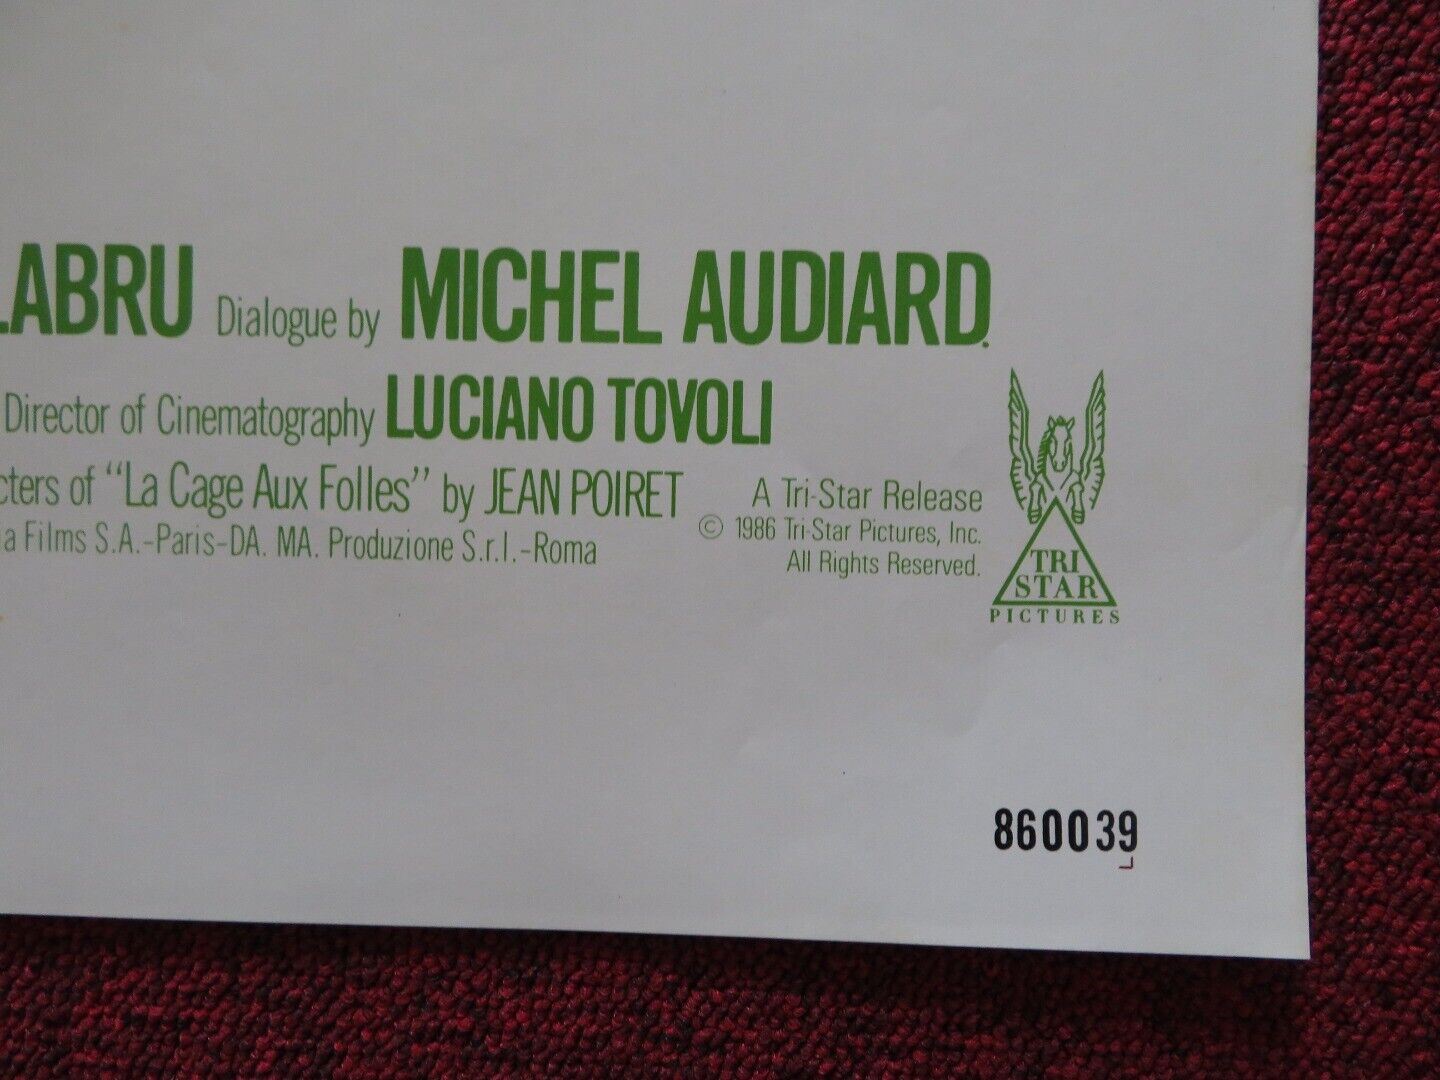 LABRU Dialogue by MICHEL AUDIARD.
Director of Cinematography LUCIANO TOVOLI
cters of "La Cage Aux Folles" by JEAN POIRET
ia Films S.A.-Paris-DA. MA. Produzione S.r.l.-Roma
A Tri-Star Release
© 1986 Tri-Star Pictures, Inc.
All Rights Reserved.
TRI
STAR
PICTURES
860039